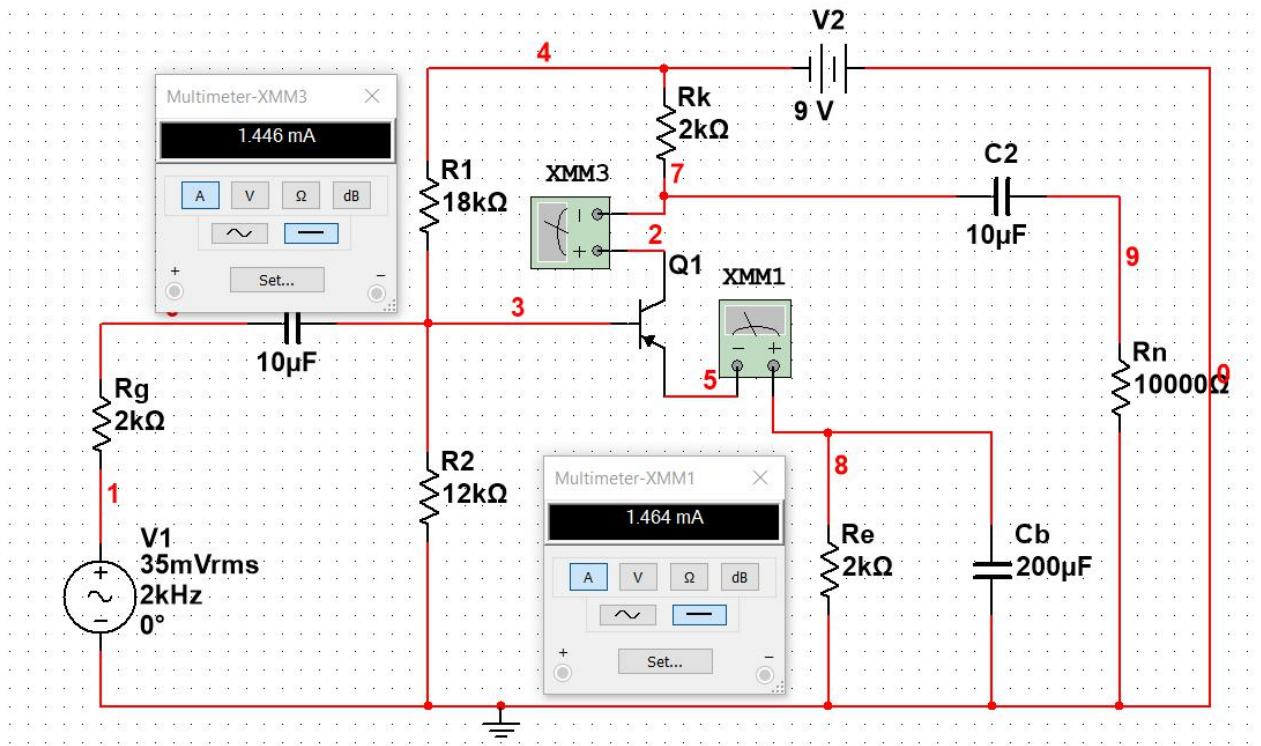 V2
9 V
4
Multimeter-XMM3
1.446 mA
A
V
Ω
dB
+
Set...
−
Rk
2kΩ
7
XMM3
2
Q1
R1
18kΩ
C2
10µF
9
XMM1
− +
5
3
10µF
Rn
10000Ω
0
Rg
2kΩ
1
V1
35mVrms
2kHz
0°
R2
12kΩ
Multimeter-XMM1
1.464 mA
A
V
Ω
dB
+
Set...
−
8
Re
2kΩ
Cb
200µF